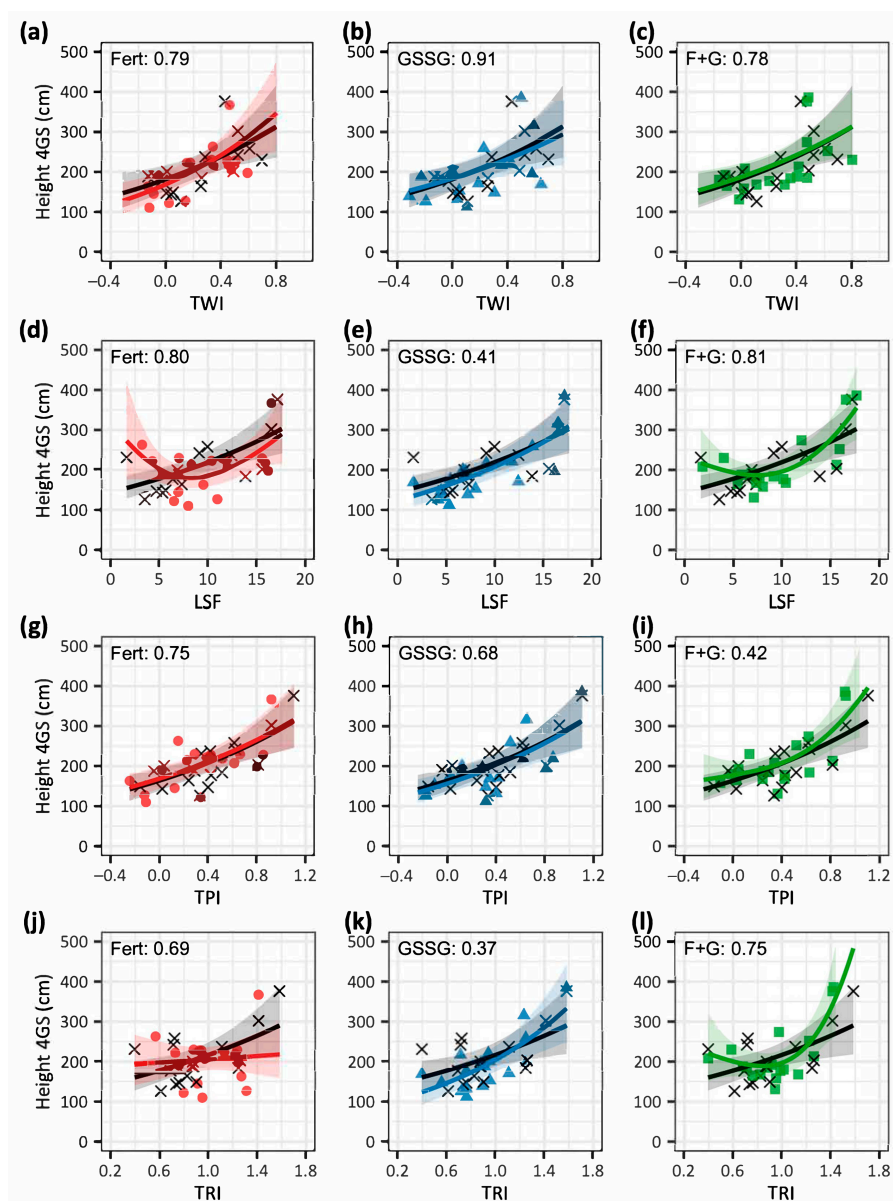 (a) (b) (c)
Fert: 0.79 GSSG: 0.91 F+G: 0.78
500 500 500
400 400 400
300 300 300
200 200 200
100 100 100
0 0 0
Height 4GS (cm)
−0.4 0.0 0.4 0.8 −0.4 0.0 0.4 0.8 −0.4 0.0 0.4 0.8
TWI TWI TWI
(d) (e) (f)
Fert: 0.80 GSSG: 0.41 F+G: 0.81
500 500 500
400 400 400
300 300 300
200 200 200
100 100 100
0 0 0
Height 4GS (cm)
0 5 10 15 20 0 5 10 15 20 0 5 10 15 20
LSF LSF LSF
(g) (h) (i)
Fert: 0.75 GSSG: 0.68 F+G: 0.42
500 500 500
400 400 400
300 300 300
200 200 200
100 100 100
0 0 0
Height 4GS (cm)
−0.4 0.0 0.4 0.8 1.2 −0.4 0.0 0.4 0.8 1.2 −0.4 0.0 0.4 0.8 1.2
TPI TPI TPI
(j) (k) (l)
Fert: 0.69 GSSG: 0.37 F+G: 0.75
500 500 500
400 400 400
300 300 300
200 200 200
100 100 100
0 0 0
Height 4GS (cm)
0.2 0.6 1.0 1.4 1.8 0.2 0.6 1.0 1.4 1.8 0.2 0.6 1.0 1.4 1.8
TRI TRI TRI